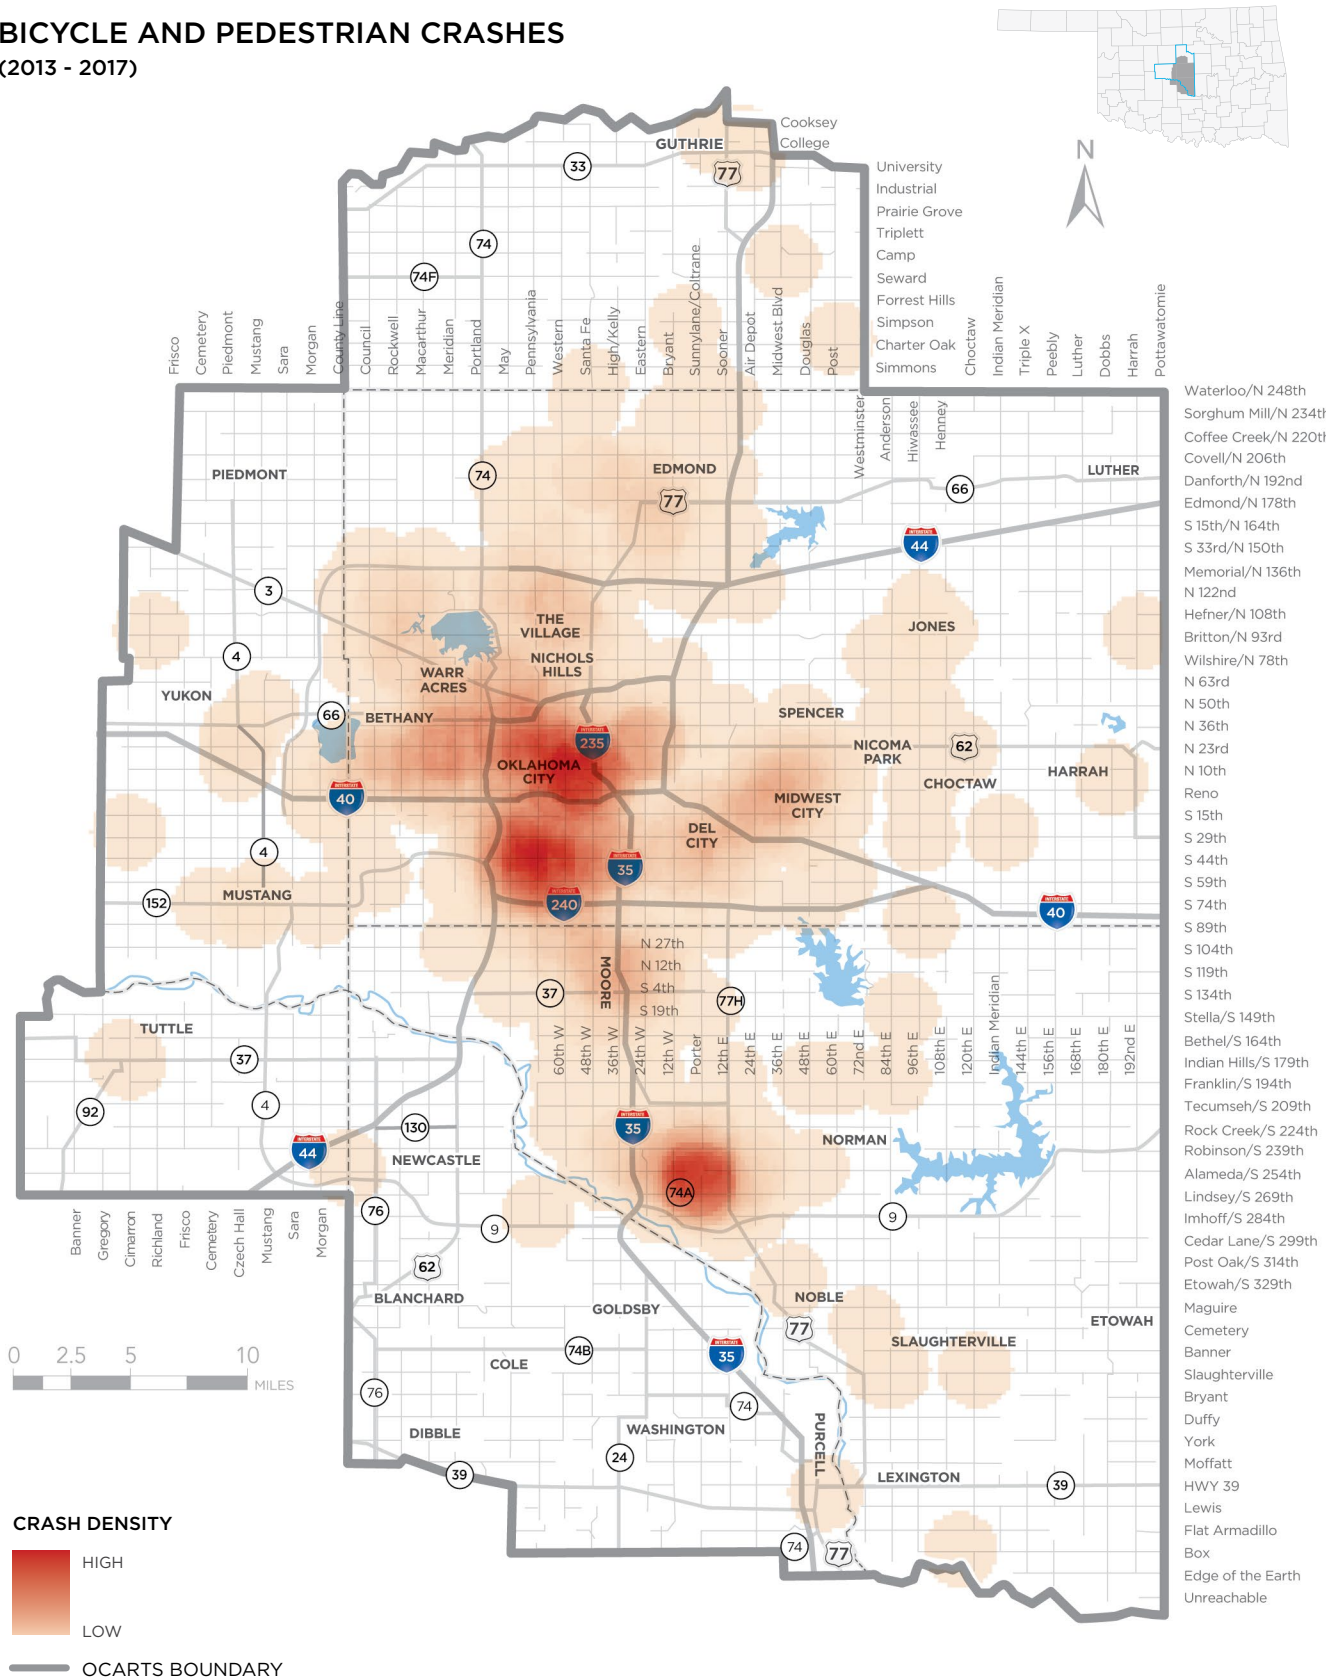 BICYCLE AND PEDESTRIAN CRASHES
(2013 - 2017)
N
Cooksey
College
University
Industrial
Prairie Grove
Triplett
Camp
Seward
Forrest Hills
Simpson
Charter Oak
Simmons
GUTHRIE
77
33
74
74F
Frisco
Cemetery
Piedmont
Mustang
Sara
Morgan
County Line
Council
Rockwell
Macarthur
Meridian
Portland
May
Pennsylvania
Western
Santa Fe
High/Kelly
Eastern
Bryant
Sunnylane/Coltrane
Sooner
Air Depot
Midwest Blvd
Douglas
Post
Westminster
Anderson
Hiwassee
Henney
Choctaw
Indian Meridian
Triple X
Peebly
Luther
Dobbs
Harrah
Pottawatomie
Waterloo/N 248th
Sorghum Mill/N 234th
Coffee Creek/N 220th
Covell/N 206th
Danforth/N 192nd
Edmond/N 178th
S 15th/N 164th
S 33rd/N 150th
Memorial/N 136th
N 122nd
Hefner/N 108th
Britton/N 93rd
Wilshire/N 78th
N 63rd
N 50th
N 36th
N 23rd
N 10th
Reno
S 15th
S 29th
S 44th
S 59th
S 74th
S 89th
S 104th
S 119th
S 134th
Stella/S 149th
Bethel/S 164th
Indian Hills/S 179th
Franklin/S 194th
Tecumseh/S 209th
Rock Creek/S 224th
Robinson/S 239th
Alameda/S 254th
Lindsey/S 269th
Imhoff/S 284th
Cedar Lane/S 299th
Post Oak/S 314th
Etowah/S 329th
Maguire
Cemetery
Banner
Slaughterville
Bryant
Duffy
York
Moffatt
HWY 39
Lewis
Flat Armadillo
Box
Edge of the Earth
Unreachable
PIEDMONT
74
EDMOND
77
LUTHER
66
INTERSTATE
44
3
4
THE
VILLAGE
NICHOLS
HILLS
WARR
ACRES
JONES
YUKON
66
BETHANY
SPENCER
INTERSTATE
235
NICOMA
PARK
62
OKLAHOMA
CITY
CHOCTAW
HARRAH
INTERSTATE
40
MIDWEST
CITY
DEL
CITY
4
INTERSTATE
35
MUSTANG
152
INTERSTATE
240
INTERSTATE
40
N 27th
N 12th
S 4th
S 19th
MOORE
37
77H
TUTTLE
37
92
4
60th W
48th W
36th W
24th W
12th W
Porter
12th E
24th E
36th E
48th E
60th E
72nd E
84th E
96th E
108th E
120th E
Indian Meridian
144th E
156th E
168th E
180th E
192nd E
INTERSTATE
44
130
NEWCASTLE
INTERSTATE
35
NORMAN
74A
76
9
9
Banner
Gregory
Cimarron
Richland
Frisco
Cemetery
Czech Hall
Mustang
Sara
Morgan
62
BLANCHARD
GOLDSBY
NOBLE
77
ETOWAH
SLAUGHTERVILLE
74B
INTERSTATE
35
COLE
76
74
DIBBLE
WASHINGTON
PURCELL
24
39
LEXINGTON
39
74
77
0 2.5 5 10
MILES
CRASH DENSITY
HIGH
LOW
OCARTS BOUNDARY